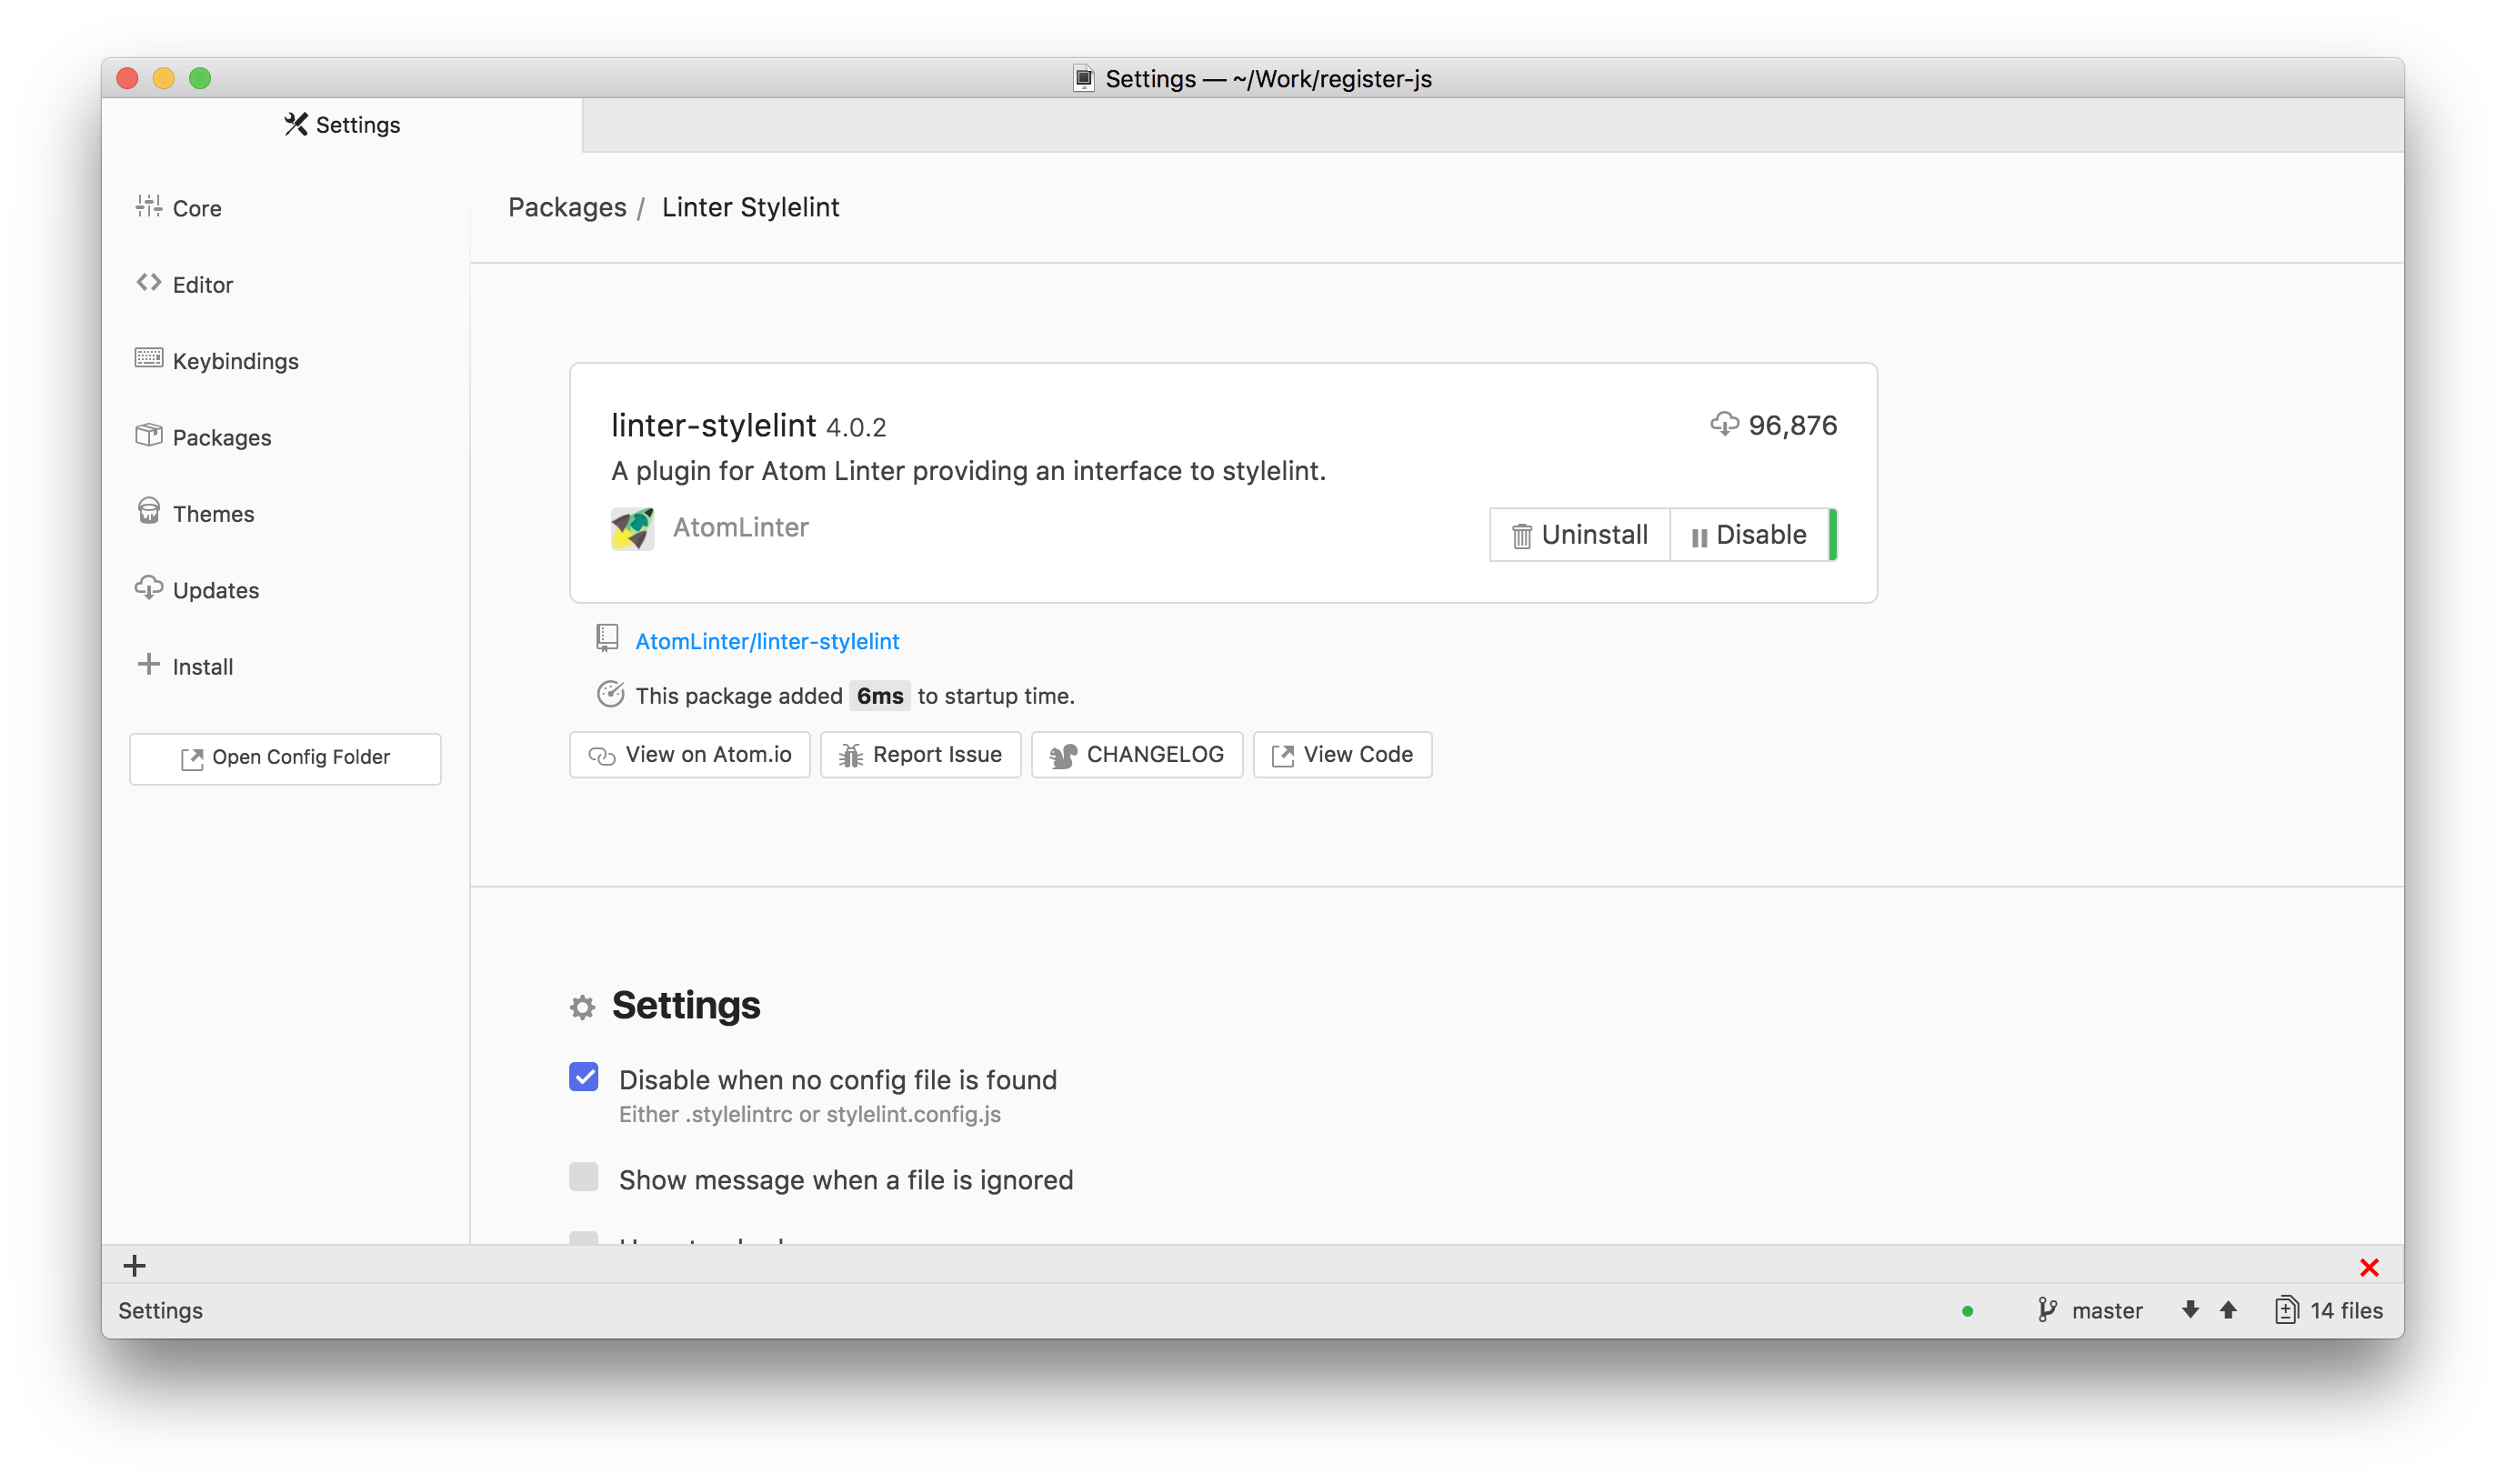 Settings — ~/Work/register-js
Settings
Core
Editor
Keybindings
Packages
Themes
Updates
Install
Open Config Folder
Packages / Linter Stylelint
linter-stylelint 4.0.2
96,876
A plugin for Atom Linter providing an interface to stylelint.
AtomLinter
Uninstall
Disable
AtomLinter/linter-stylelint
This package added 6ms to startup time.
View on Atom.io
Report Issue
CHANGELOG
View Code
Settings
Disable when no config file is found
Either .stylelintrc or stylelint.config.js
Show message when a file is ignored
Settings
master
14 files